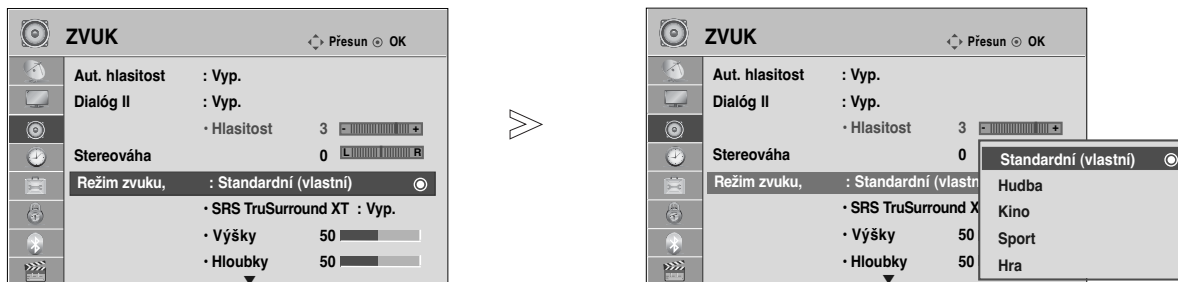 ZVUK
Přesun OK
Aut. hlasitost : Vyp.
Dialóg II : Vyp.
• Hlasitost 3 - +
Stereováha 0 L R
Režim zvuku, : Standardní (vlastní)
• SRS TruSurround XT : Vyp.
• Výšky 50
• Hloubky 50
>
ZVUK
Přesun OK
Aut. hlasitost : Vyp.
Dialóg II : Vyp.
• Hlasitost 3 - +
Stereováha 0
Režim zvuku, : Standardní (vlastn
• SRS TruSurround X
• Výšky 50
• Hloubky 50
Standardní (vlastní)
Hudba
Kino
Sport
Hra